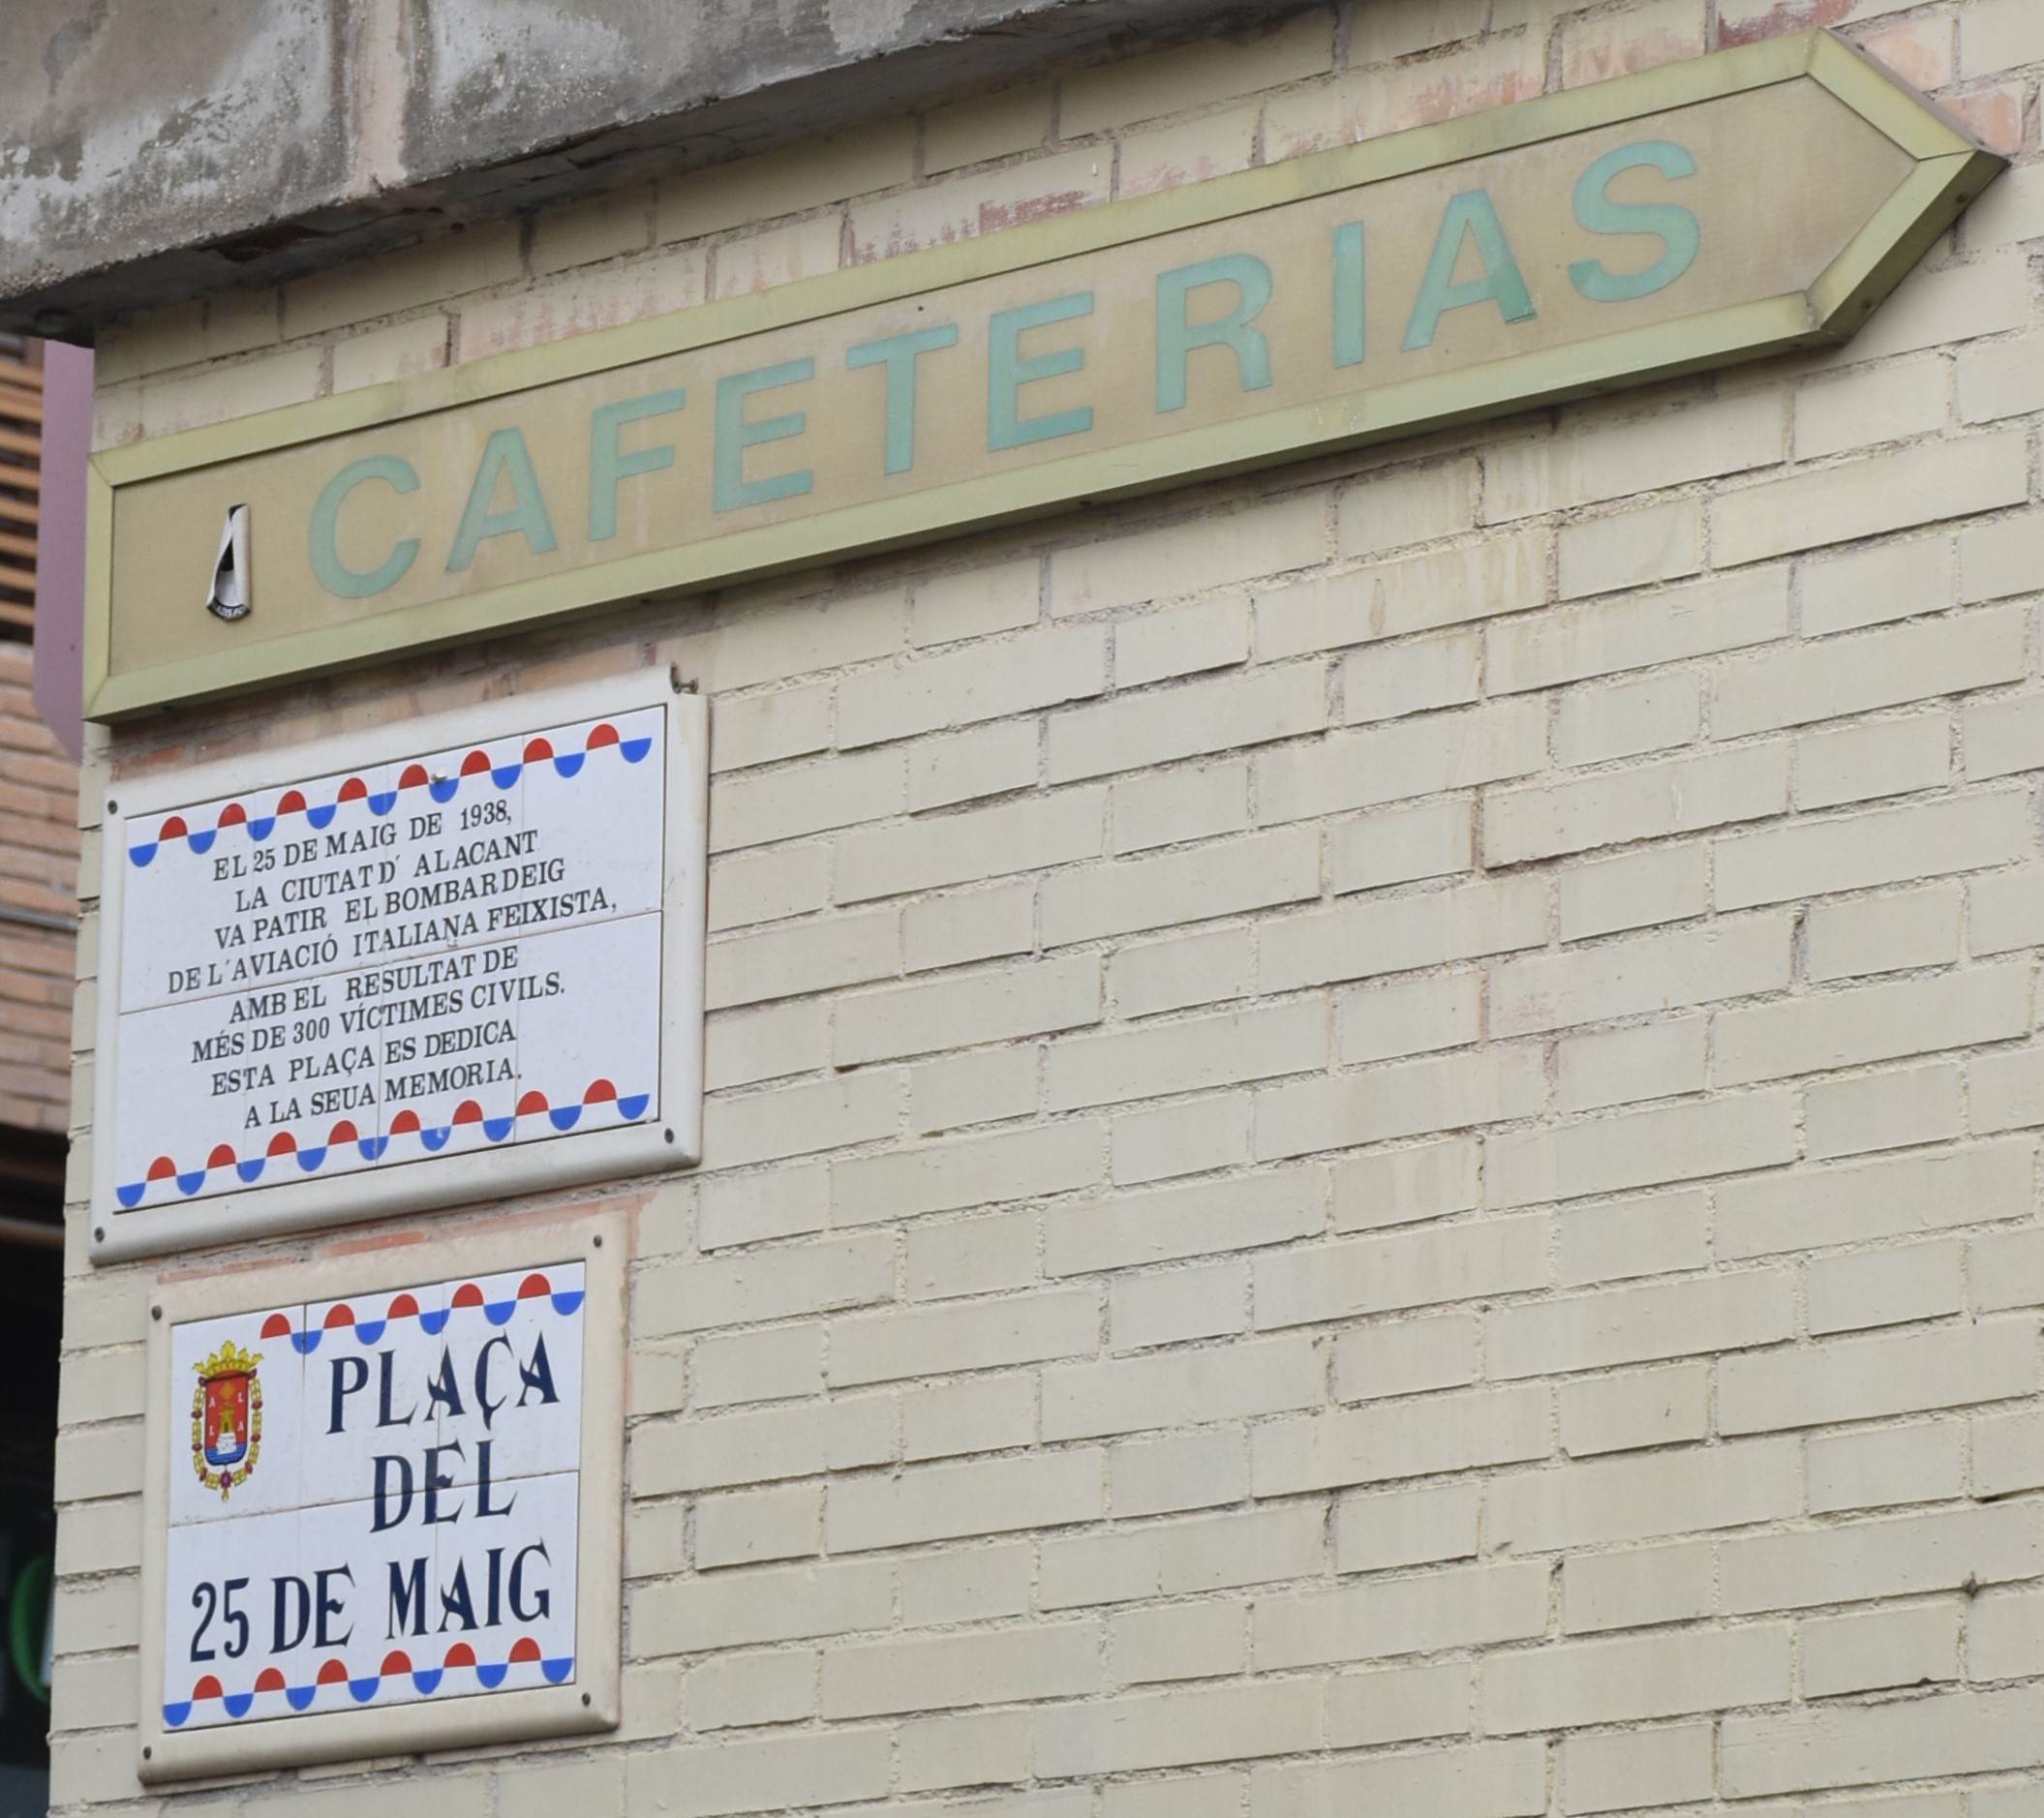 CAFETERIAS
EL 25 DE MAIG DE 1938,
LA CIUTAT D' ALACANT
VA PATIR EL BOMBARDEIG
DE L'AVIACIÓ ITALIANA FEIXISTA,
AMB EL RESULTAT DE
MÉS DE 300 VÍCTIMES CIVILS.
ESTA PLAÇA ES DEDICA
A LA SEUA MEMORIA.
PLAÇA
DEL
25 DE MAIG
A L
L A